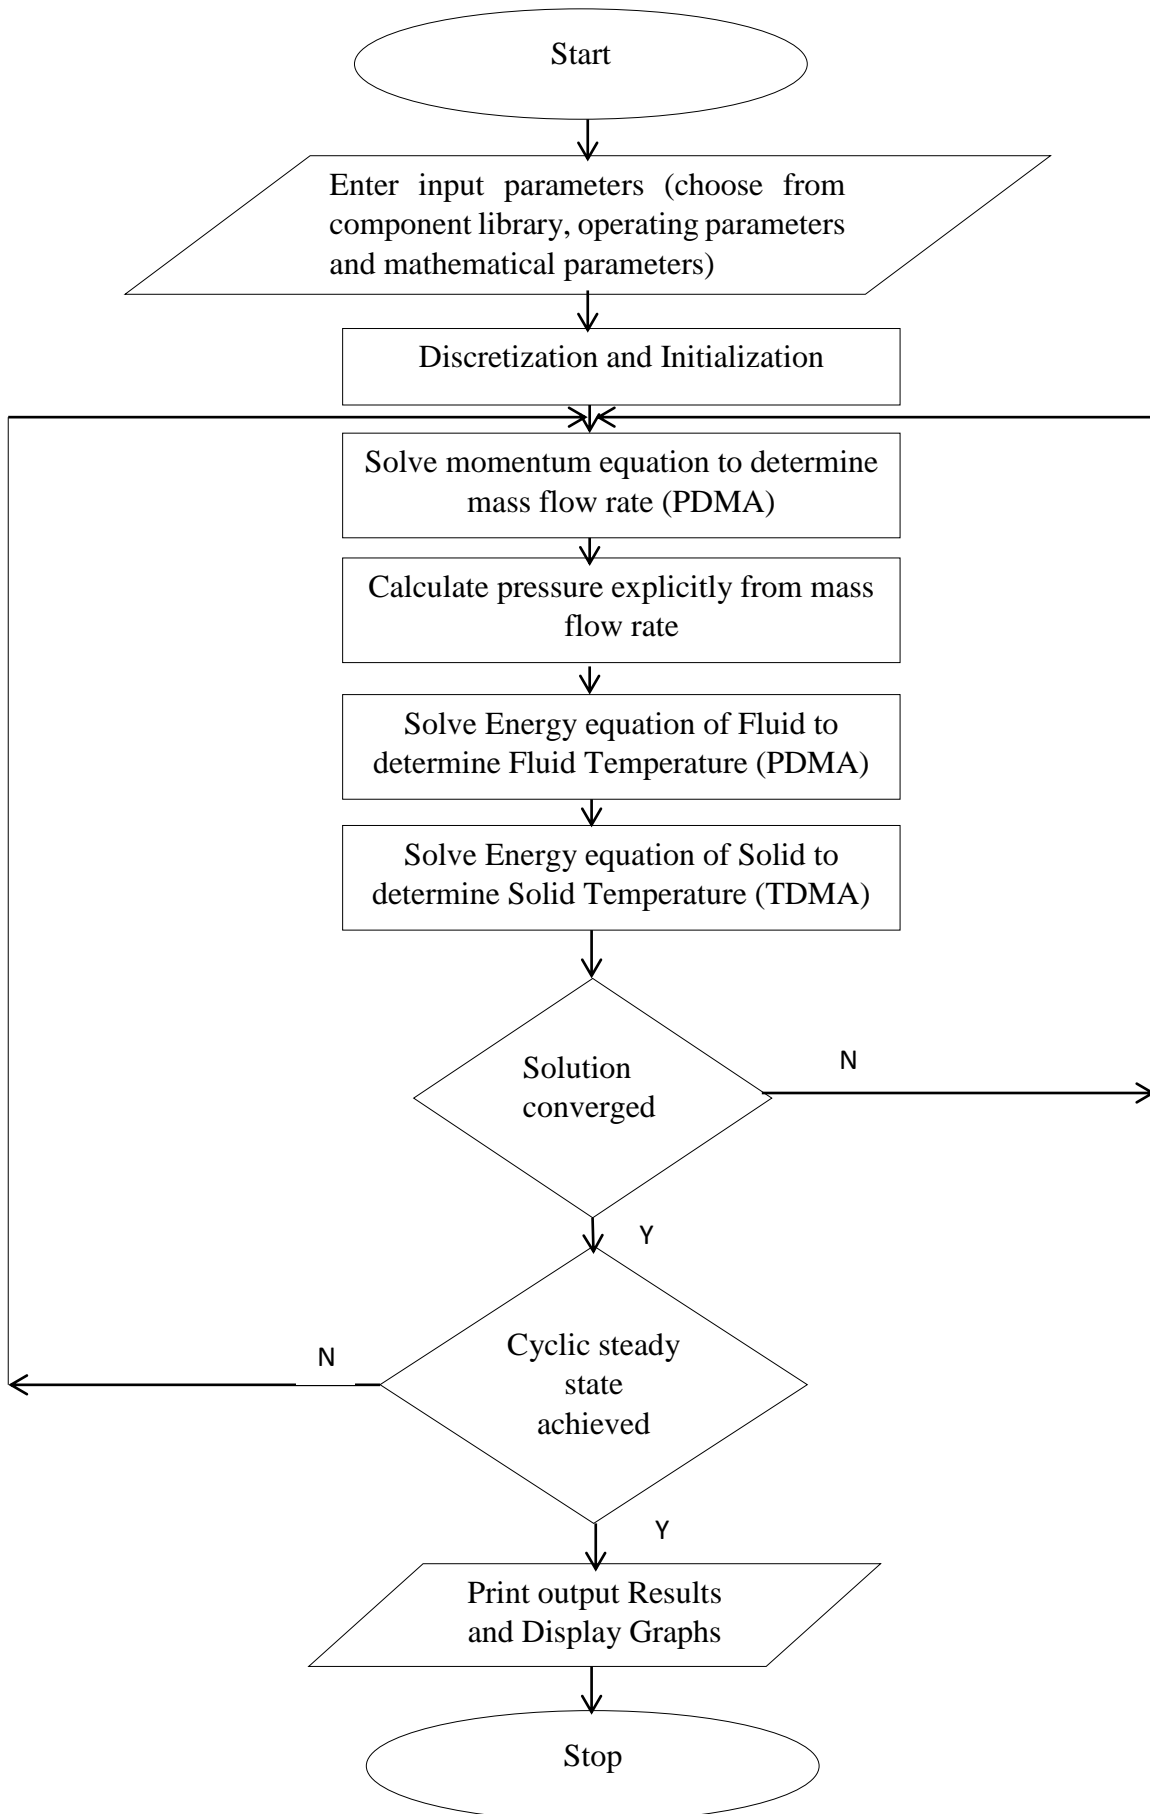 Start
Enter input parameters (choose from
component library, operating parameters
and mathematical parameters)
Discretization and Initialization
Solve momentum equation to determine
mass flow rate (PDMA)
Calculate pressure explicitly from mass
flow rate
Solve Energy equation of Fluid to
determine Fluid Temperature (PDMA)
Solve Energy equation of Solid to
determine Solid Temperature (TDMA)
Solution
converged
N
Y
Cyclic steady
state
achieved
N
Y
Print output Results
and Display Graphs
Stop